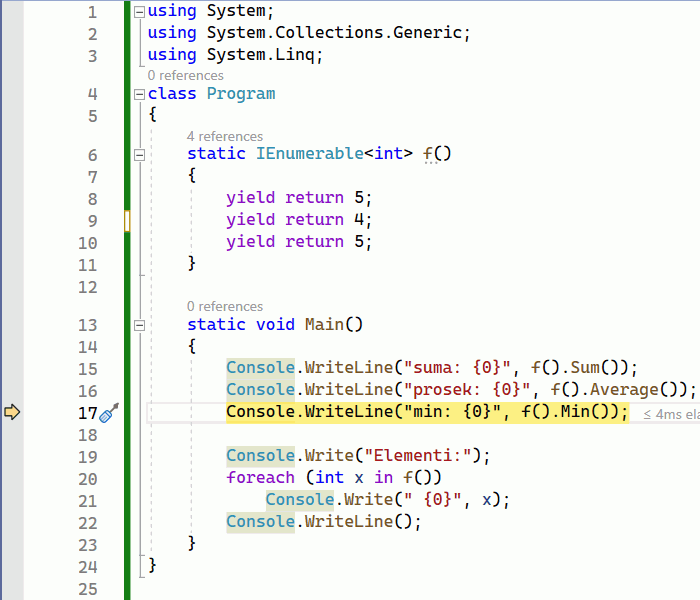 1 using System;
2 using System.Collections.Generic;
3 using System.Linq;
0 references
4 class Program
5 {
4 references
6 static IEnumerable<int> f()
7 {
8 yield return 5;
9 yield return 4;
10 yield return 5;
11 }
12
0 references
13 static void Main()
14 {
15 Console.WriteLine("suma: {0}", f().Sum());
16 Console.WriteLine("prosek: {0}", f().Average());
17 Console.WriteLine("min: {0}", f().Min()); ≤ 4ms ela
18
19 Console.Write("Elementi:");
20 foreach (int x in f())
21 Console.Write(" {0}", x);
22 Console.WriteLine();
23 }
24 }
25